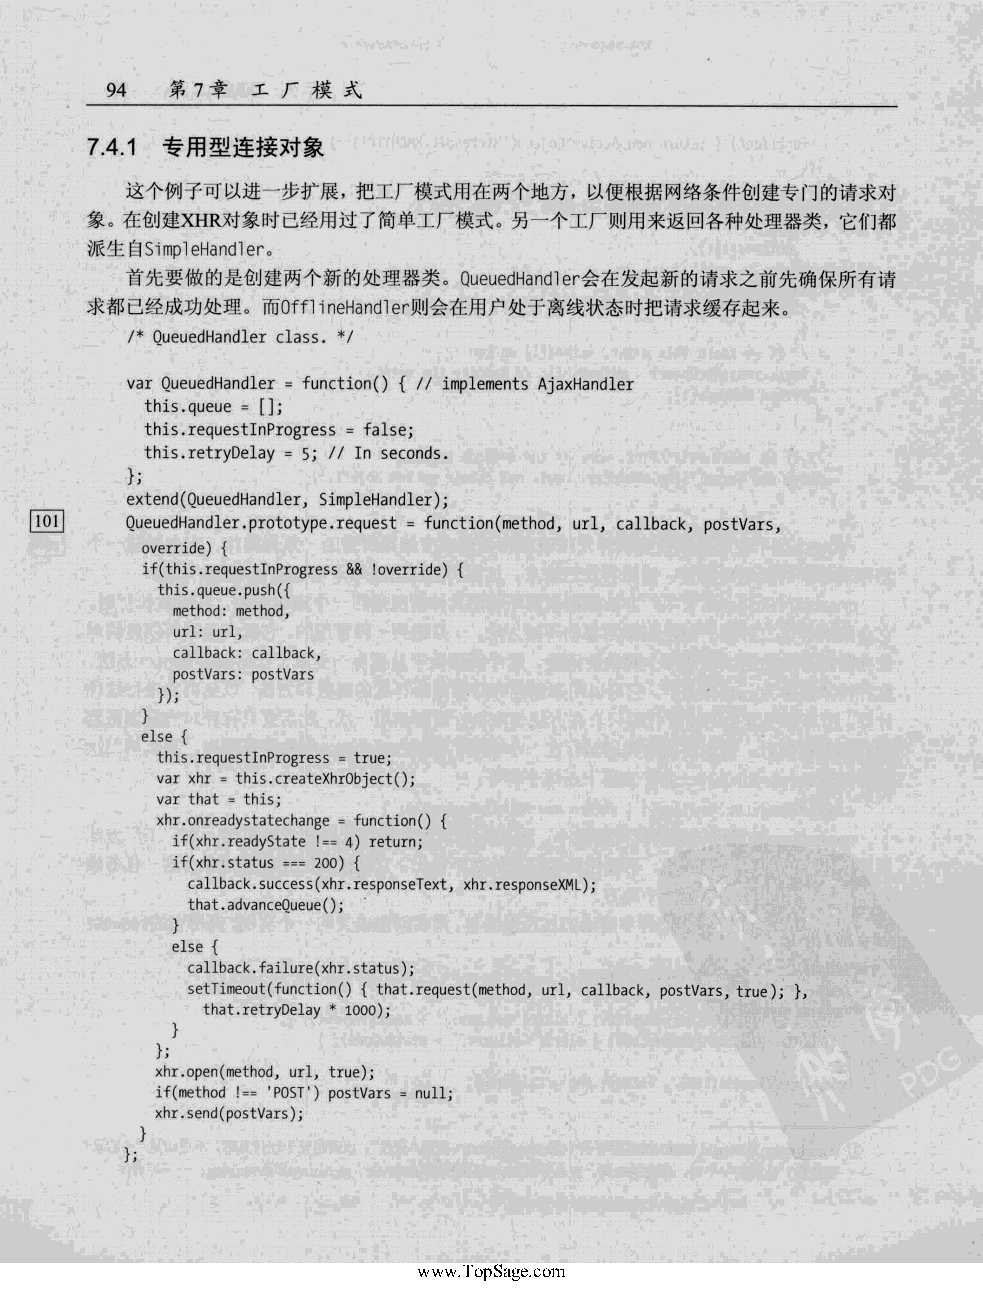 94 第7章 工厂模式
7.4.1 专用型连接对象
这个例子可以进一步扩展，把工厂模式用在两个地方，以便根据网络条件创建专门的请求对
象。在创建XHR对象时已经用过了简单工厂模式。另一个工厂则用来返回各种处理器类，它们都
派生自SimpleHandler。
首先要做的是创建两个新的处理器类。QueuedHandler会在发起新的请求之前先确保所有请
求都已经成功处理。而OfflineHandler则会在用户处于离线状态时把请求缓存起来。
/* QueuedHandler class. */
var QueuedHandler = function() { // implements AjaxHandler
this.queue = [];
this.requestInProgress = false;
this.retryDelay = 5; // In seconds.
};
extend(QueuedHandler, SimpleHandler);
101
QueuedHandler.prototype.request = function(method, url, callback, postVars,
override) {
if(this.requestInProgress && !override) {
this.queue.push({
method: method,
url: url,
callback: callback,
postVars: postVars
});
}
else {
this.requestInProgress = true;
var xhr = this.createXhrObject();
var that = this;
xhr.onreadystatechange = function() {
if(xhr.readyState !== 4) return;
if(xhr.status === 200) {
callback.success(xhr.responseText, xhr.responseXML);
that.advanceQueue();
}
else {
callback.failure(xhr.status);
setTimeout(function() { that.request(method, url, callback, postVars, true); },
that.retryDelay * 1000);
}
};
xhr.open(method, url, true);
if(method !== 'POST') postVars = null;
xhr.send(postVars);
}
};
PDG
www.TopSage.com